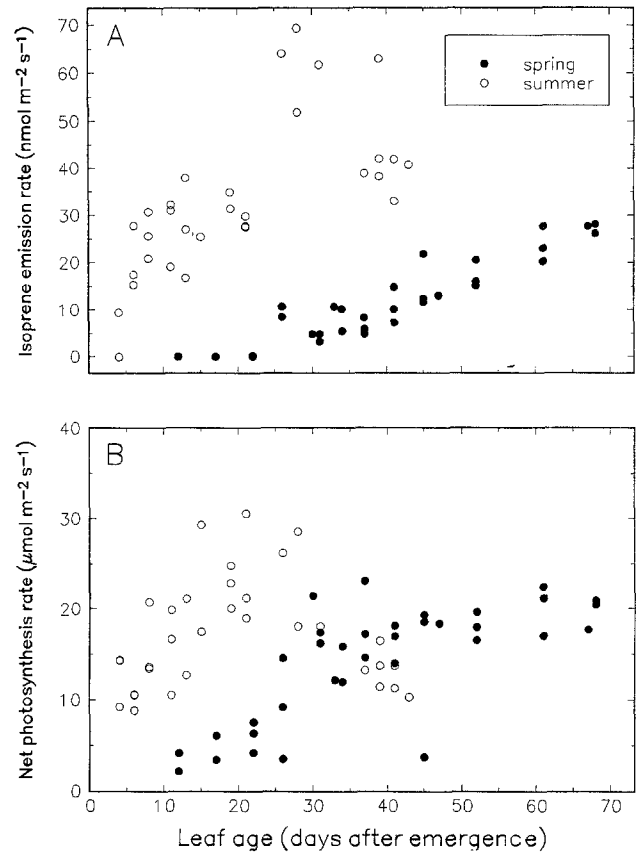 A
spring
summer
Isoprene emission rate (nmol m−2 s−1)
70
60
50
40
30
20
10
0
B
Net photosynthesis rate (μmol m−2 s−1)
40
30
20
10
0
0 10 20 30 40 50 60 70
Leaf age (days after emergence)